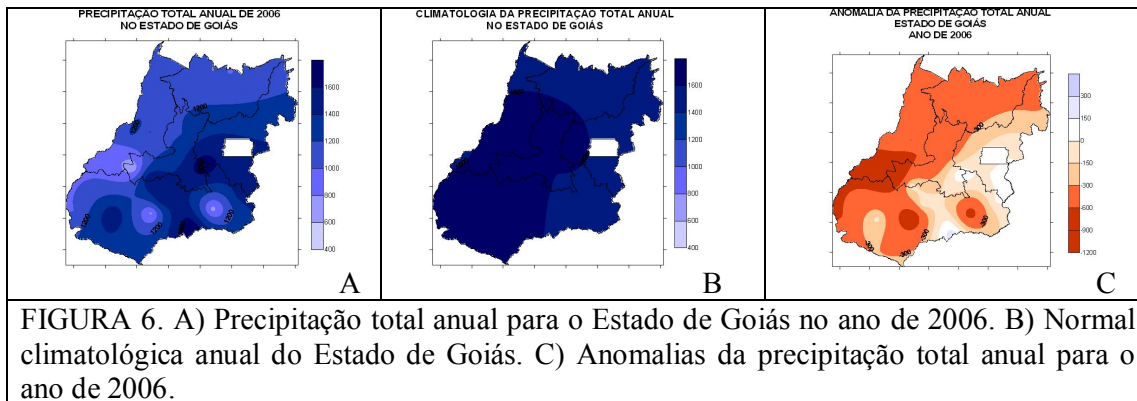 PRECIPITAÇÃO TOTAL ANUAL DE 2006
NO ESTADO DE GOIÁS
1600
1400
1200
1000
800
600
400
1200
1200
1200
A
CLIMATOLOGIA DA PRECIPITAÇÃO TOTAL ANUAL
NO ESTADO DE GOIÁS
1600
1400
1200
1000
800
600
400
B
ANOMALIA DA PRECIPITAÇÃO TOTAL ANUAL
ESTADO DE GOIÁS
ANO DE 2006
300
150
0
-150
-300
-600
-900
-1200
-300
C
FIGURA 6. A) Precipitação total anual para o Estado de Goiás no ano de 2006. B) Normal
climatológica anual do Estado de Goiás. C) Anomalias da precipitação total anual para o
ano de 2006.